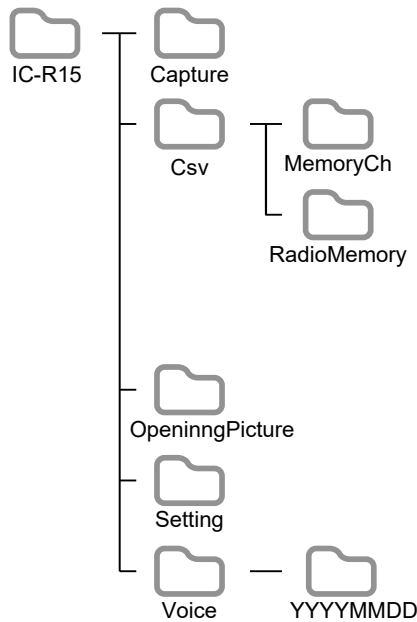 IC-R15
Capture
Csv
MemoryCh
RadioMemory
OpeninngPicture
Setting
Voice
YYYYMMDD